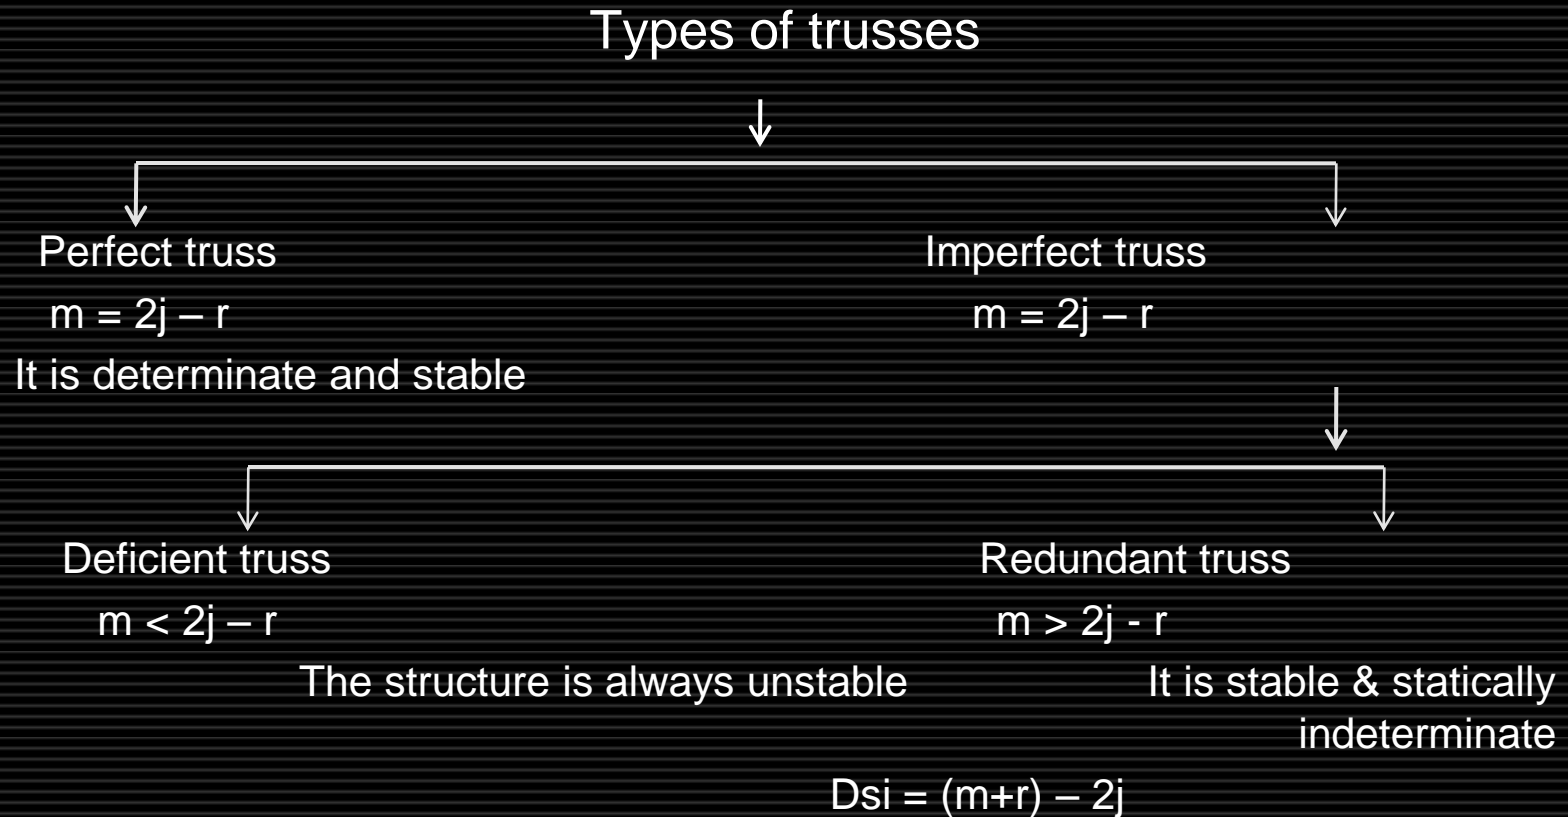 Types of trusses
Perfect truss
Imperfect truss
m = 2j – r
m = 2j – r
It is determinate and stable
Deficient truss
Redundant truss
m < 2j – r
m > 2j - r
The structure is always unstable
It is stable & statically
indeterminate
Dsi = (m+r) – 2j